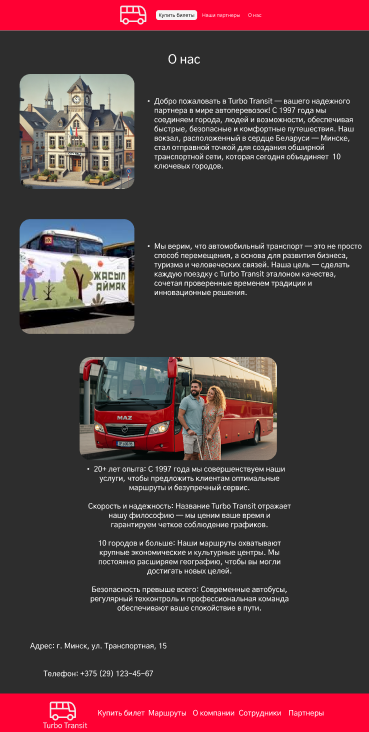 Купить билеты Наши партнеры О нас
О нас
• Добро пожаловать в Turbo Transit — вашего надежного
партнера в мире автоперевозок! С 1997 года мы
соединяем города, людей и возможности, обеспечивая
быстрые, безопасные и комфортные путешествия. Наш
вокзал, расположенный в сердце Беларуси — Минске,
стал отправной точкой для создания обширной
транспортной сети, которая сегодня объединяет 10
ключевых городов.
• Мы верим, что автомобильный транспорт — это не просто
способ перемещения, а основа для развития бизнеса,
туризма и человеческих связей. Наша цель — сделать
каждую поездку с Turbo Transit эталоном качества,
сочетая проверенные временем традиции и
инновационные решения.
ЖАСЫЛ
АЙМАК
MAZ
• 20+ лет опыта: С 1997 года мы совершенствуем наши
услуги, чтобы предложить клиентам оптимальные
маршруты и безупречный сервис.
Скорость и надежность: Название Turbo Transit отражает
нашу философию — мы ценим ваше время и
гарантируем четкое соблюдение графиков.
10 городов и больше: Наши маршруты охватывают
крупные экономические и культурные центры. Мы
постоянно расширяем географию, чтобы вы могли
достигать новых целей.
Безопасность превыше всего: Современные автобусы,
регулярный техконтроль и профессиональная команда
обеспечивают ваше спокойствие в пути.
Адрес: г. Минск, ул. Транспортная, 15
Телефон: +375 (29) 123-45-67
Купить билет Маршруты О компании Сотрудники Партнеры
Turbo Transit